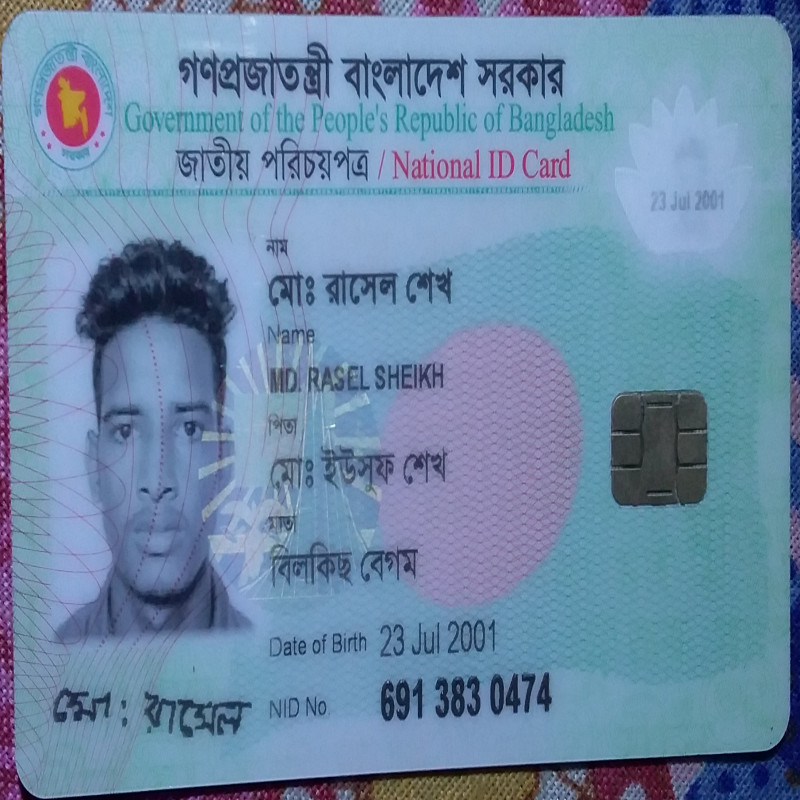 গণপ্রজাতন্ত্রী বাংলাদেশ সরকার
Government of the People's Republic of Bangladesh
জাতীয় পরিচয়পত্র / National ID Card
23 Jul 2001
নাম
মোঃ রাসেল শেখ
Name
MD. RASEL SHEIKH
পিতা
মোঃ ইউসুফ শেখ
মাতা
বিলকিছ বেগম
Date of Birth 23 Jul 2001
NID No. 691 383 0474
মো: রাসেল